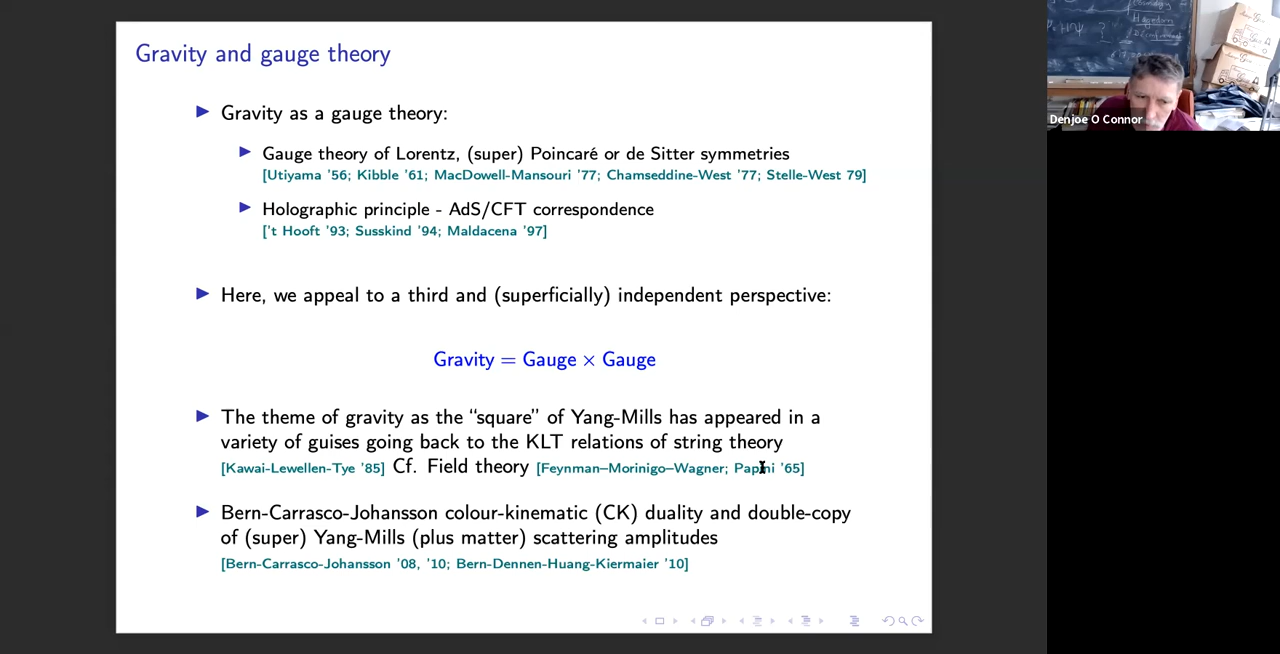 Gravity and gauge theory
Gravity as a gauge theory:
Gauge theory of Lorentz, (super) Poincaré or de Sitter symmetries
[Utiyama '56; Kibble '61; MacDowell-Mansouri '77; Chamseddine-West '77; Stelle-West 79]
Holographic principle - AdS/CFT correspondence
['t Hooft '93; Susskind '94; Maldacena '97]
Here, we appeal to a third and (superficially) independent perspective:
Gravity = Gauge × Gauge
The theme of gravity as the “square” of Yang-Mills has appeared in a
variety of guises going back to the KLT relations of string theory
[Kawai-Lewellen-Tye '85] Cf. Field theory [Feynman–Morinigo–Wagner; Papini '65]
Bern-Carrasco-Johansson colour-kinematic (CK) duality and double-copy
of (super) Yang-Mills (plus matter) scattering amplitudes
[Bern-Carrasco-Johansson '08, '10; Bern-Dennen-Huang-Kiermaier '10]
Hagedorn
Denjoe O Connor